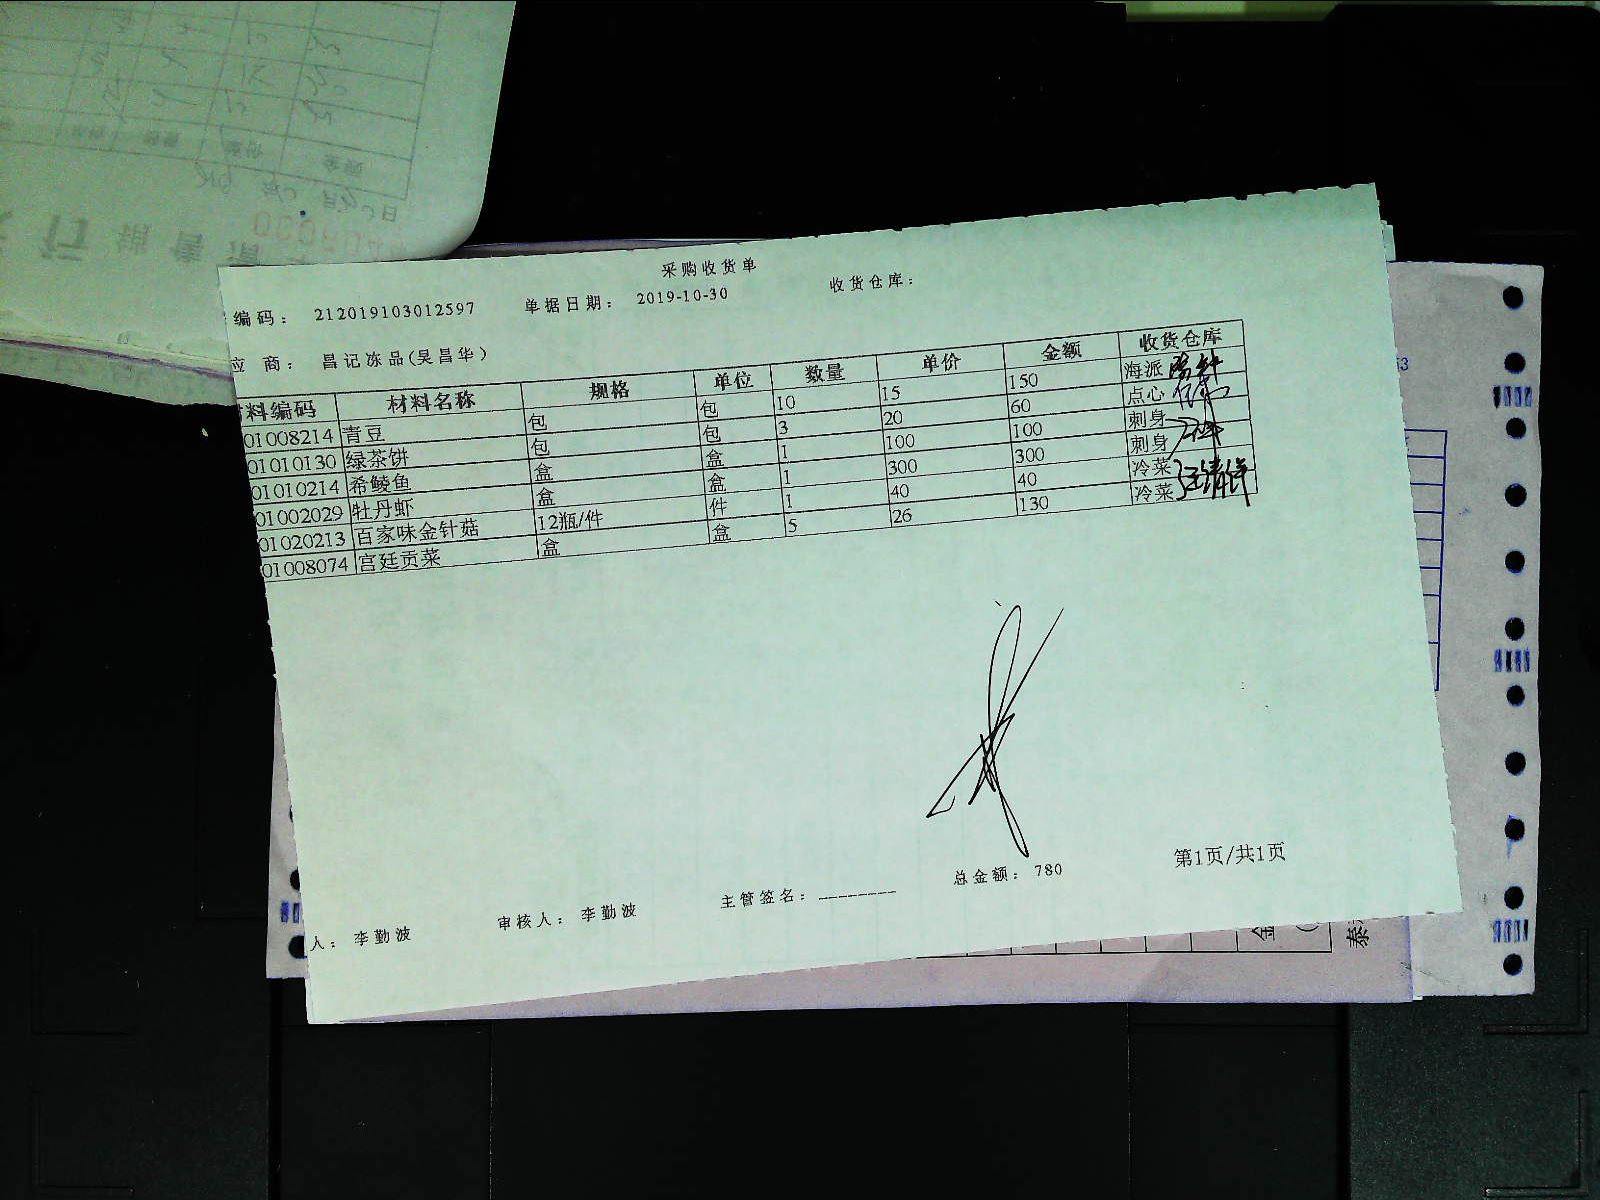 采购收货单
编码： 212019103012597 单据日期： 2019-10-30 收货仓库：
应 商： 昌记冻品(吴昌华)
材料编码 材料名称 规格 单位 数量 单价 金额 收货仓库
01008214 青豆 包 包 10 15 150 海派
01010130 绿茶饼 包 包 3 20 60 点心
01010214 希鲮鱼 盒 盒 1 100 100 刺身
01002029 牡丹虾 盒 盒 1 300 300 刺身
01020213 百家味金针菇 12瓶/件 件 1 40 40 冷菜
01008074 宫廷贡菜 盒 盒 5 26 130 冷菜
人： 李勤波 审核人： 李勤波 主管签名： 总金额： 780 第1页/共1页